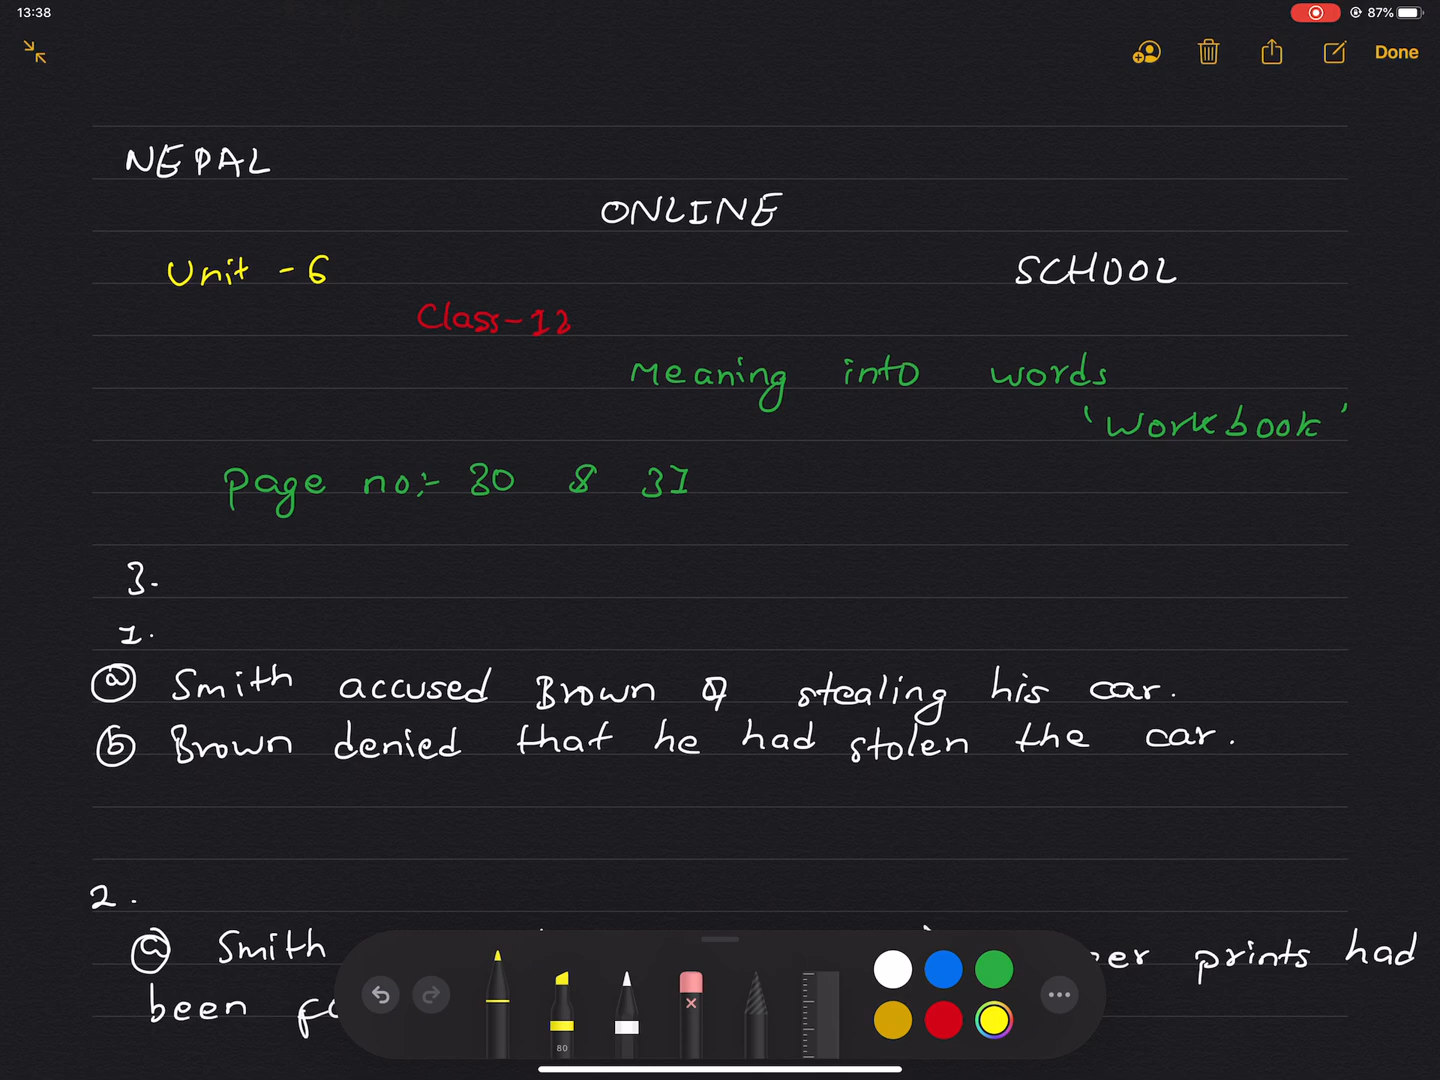 13:38
87%
Done
NEPAL
ONLINE
Unit - 6
SCHOOL
Class-12
Meaning into words
'Workbook'
Page no:- 30 & 31
3.
1.
(a) Smith accused Brown of stealing his car.
(b) Brown denied that he had stolen the car.
2.
(a) Smith prints had
been
80